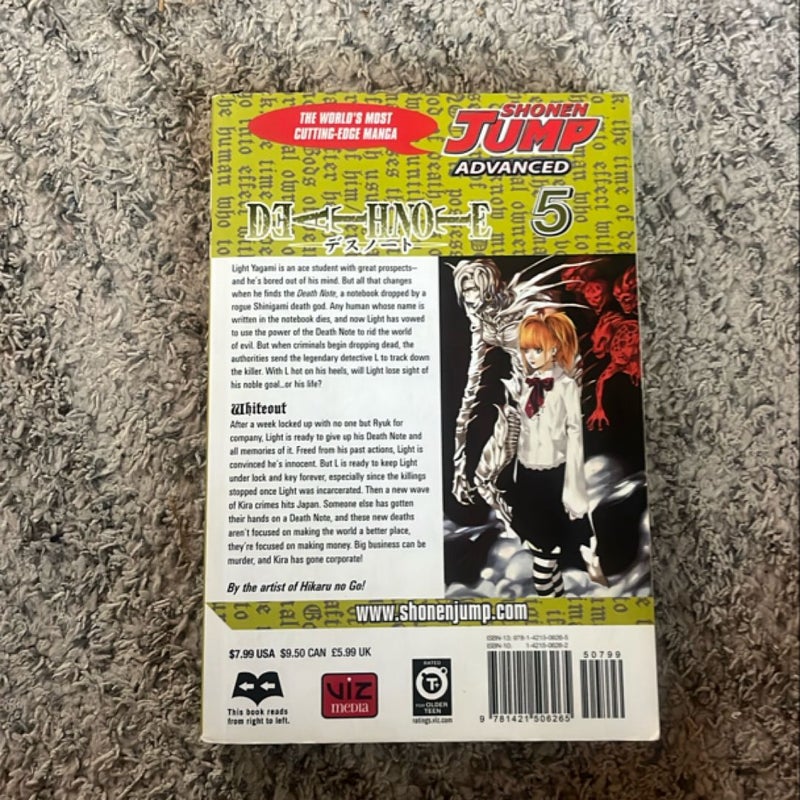 THE WORLD'S MOST
CUTTING-EDGE MANGA
SHONEN
JUMP
ADVANCED
DEATH NOTE
デスノート
5
Light Yagami is an ace student with great prospects—
and he's bored out of his mind. But all that changes
when he finds the Death Note, a notebook dropped by a
rogue Shinigami death god. Any human whose name is
written in the notebook dies, and now Light has vowed
to use the power of the Death Note to rid the world
of evil. But when criminals begin dropping dead, the
authorities send the legendary detective L to track down
the killer. With L hot on his heels, will Light lose sight of
his noble goal...or his life?
Whiteout
After a week locked up with no one but Ryuk for
company, Light is ready to give up his Death Note and
all memories of it. Freed from his past actions, Light is
convinced he's innocent. But L is ready to keep Light
under lock and key forever, especially since the killings
stopped once Light was incarcerated. Then a new wave
of Kira crimes hits Japan. Someone else has gotten
their hands on a Death Note, and these new deaths
aren't focused on making the world a better place,
they're focused on making money. Big business can be
murder, and Kira has gone corporate!
By the artist of Hikaru no Go!
www.shonenjump.com
$7.99 USA $9.50 CAN £5.99 UK
This book reads
from right to left.
VIZ
MEDIA
RATED
T+
FOR OLDER
TEEN
ratings.viz.com
ISBN-13: 978-1-4215-0626-5
ISBN-10: 1-4215-0626-2
50799
9 781421 506265